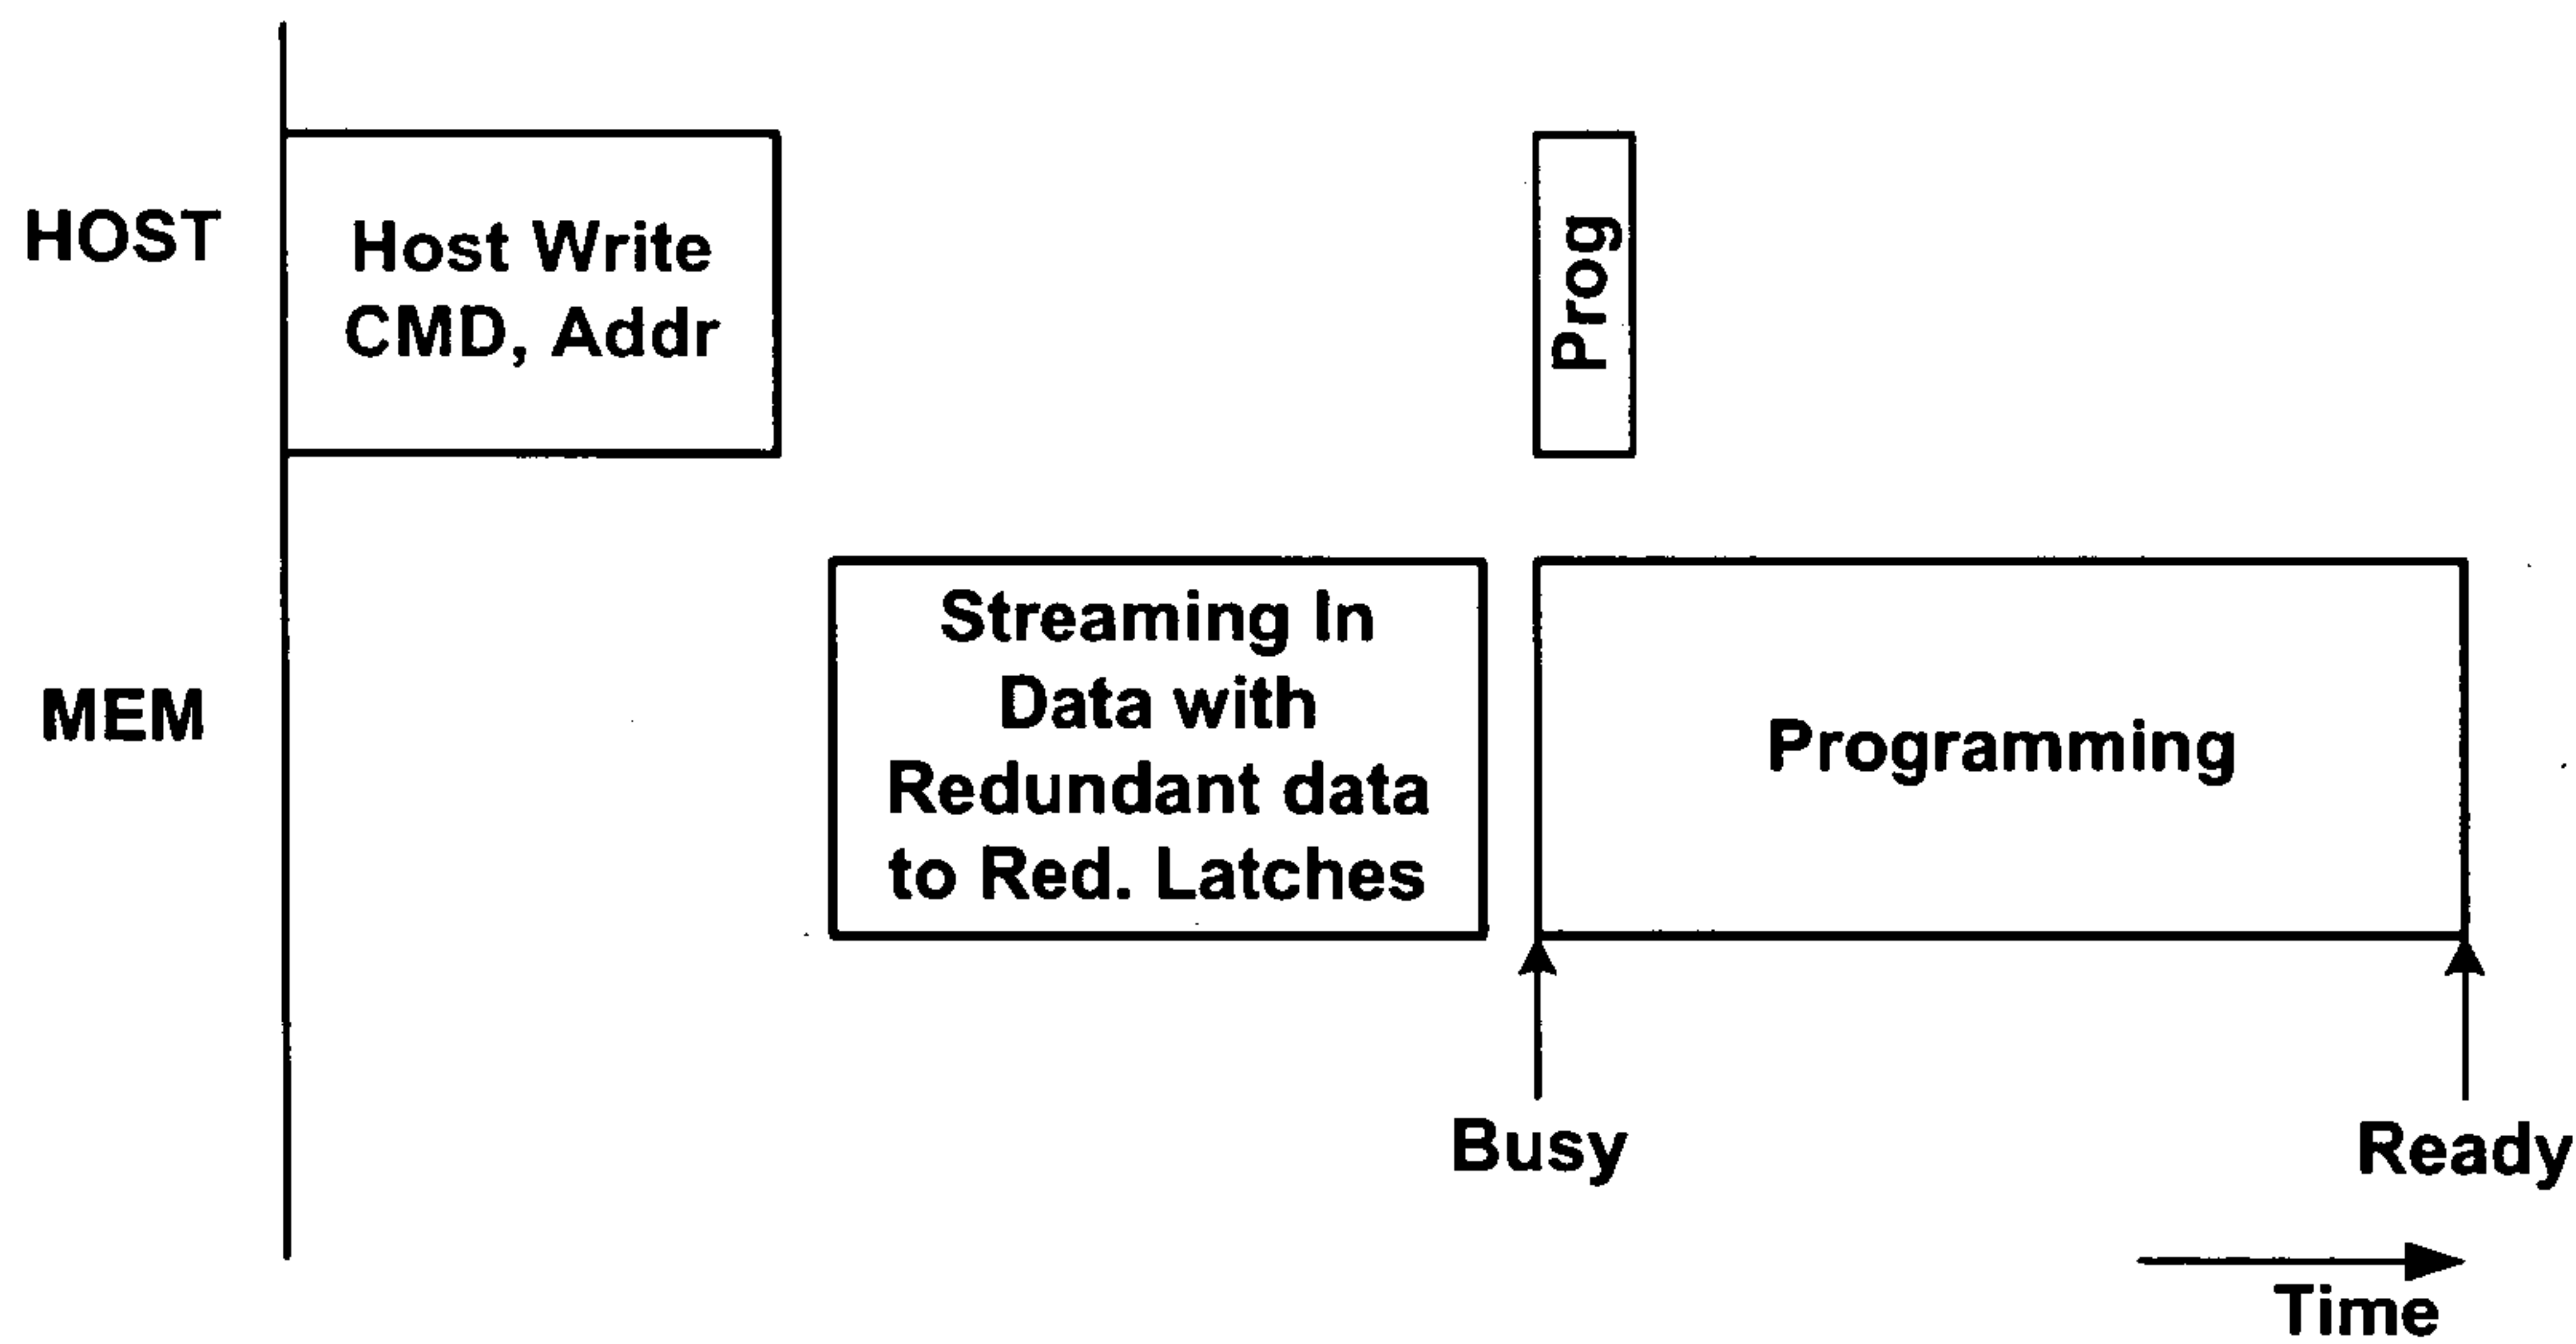 HOST
Host Write
CMD, Addr
Prog
MEM
Streaming In
Data with
Redundant data
to Red. Latches
Programming
Busy
Ready
Time